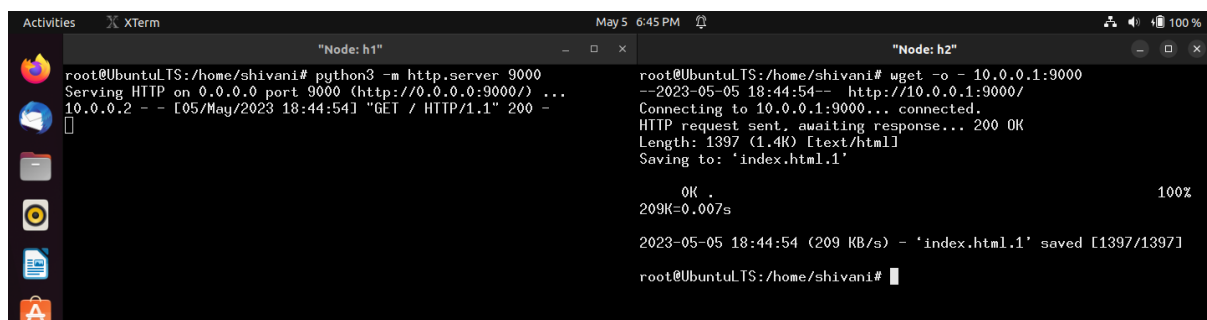 Activities XTerm May 5 6:45 PM 100 %
"Node: h1"
root@UbuntuLTS:/home/shivani# python3 -m http.server 9000
Serving HTTP on 0.0.0.0 port 9000 (http://0.0.0.0:9000/) ...
10.0.0.2 - - [05/May/2023 18:44:54] "GET / HTTP/1.1" 200 -
"Node: h2"
root@UbuntuLTS:/home/shivani# wget -o - 10.0.0.1:9000
--2023-05-05 18:44:54-- http://10.0.0.1:9000/
Connecting to 10.0.0.1:9000... connected.
HTTP request sent, awaiting response... 200 OK
Length: 1397 (1.4K) [text/html]
Saving to: ‘index.html.1’
0K . 100%
209K=0.007s
2023-05-05 18:44:54 (209 KB/s) - ‘index.html.1’ saved [1397/1397]
root@UbuntuLTS:/home/shivani#